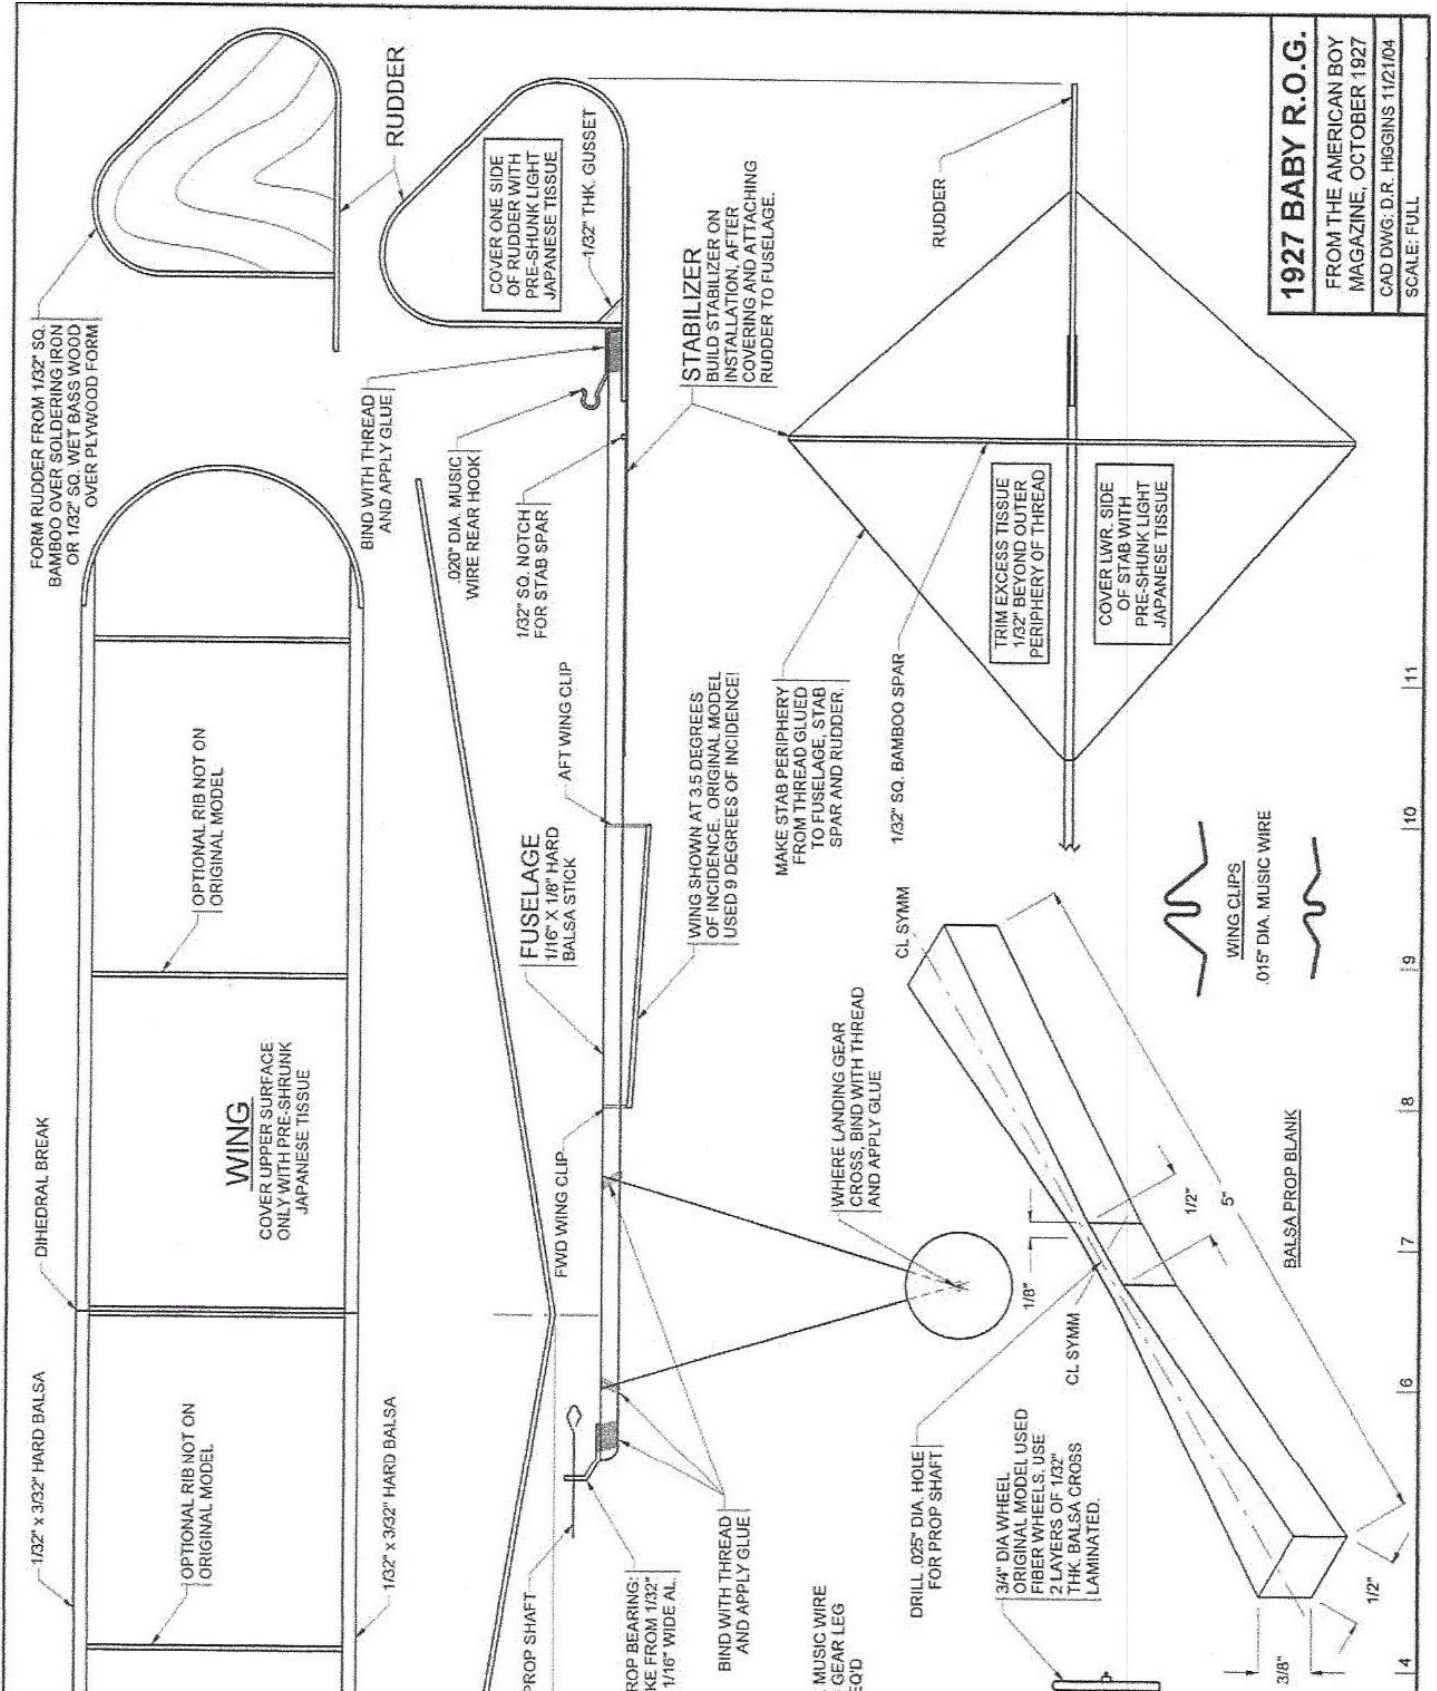 FORM RUDDER FROM 1/32" SQ.
BAMBOO OVER SOLDERING IRON
OR 1/32" SQ. WET BASS WOOD
OVER PLYWOOD FORM
RUDDER
COVER ONE SIDE
OF RUDDER WITH
PRE-SHUNK LIGHT
JAPANESE TISSUE
1/32" THK. GUSSET
BIND WITH THREAD
AND APPLY GLUE
.020" DIA. MUSIC
WIRE REAR HOOK
1/32" SQ. NOTCH
FOR STAB SPAR
STABILIZER
BUILD STABILIZER ON
INSTALLATION, AFTER
COVERING AND ATTACHING
RUDDER TO FUSELAGE.
RUDDER
1927 BABY R.O.G.
FROM THE AMERICAN BOY
MAGAZINE, OCTOBER 1927
CAD DWG: D.R. HIGGINS 11/21/04
SCALE: FULL
TRIM EXCESS TISSUE
1/32" BEYOND OUTER
PERIPHERY OF THREAD
COVER LWR. SIDE
OF STAB WITH
PRE-SHUNK LIGHT
JAPANESE TISSUE
MAKE STAB PERIPHERY
FROM THREAD GLUED
TO FUSELAGE, STAB
SPAR AND RUDDER.
1/32" SQ. BAMBOO SPAR
OPTIONAL RIB NOT ON
ORIGINAL MODEL
AFT WING CLIP
FUSELAGE
1/16" X 1/8" HARD
BALSA STICK
WING SHOWN AT 3.5 DEGREES
OF INCIDENCE. ORIGINAL MODEL
USED 9 DEGREES OF INCIDENCE!
DIHEDRAL BREAK
WING
COVER UPPER SURFACE
ONLY WITH PRE-SHRUNK
JAPANESE TISSUE
FWD WING CLIP
WHERE LANDING GEAR
CROSS, BIND WITH THREAD
AND APPLY GLUE
CL SYMM
WING CLIPS
.015" DIA. MUSIC WIRE
1/8"
1/2"
5"
CL SYMM
BALSA PROP BLANK
1/32" x 3/32" HARD BALSA
OPTIONAL RIB NOT ON
ORIGINAL MODEL
1/32" x 3/32" HARD BALSA
PROP SHAFT
ROP BEARING:
KE FROM 1/32"
1/16" WIDE AL.
BIND WITH THREAD
AND APPLY GLUE
MUSIC WIRE
GEAR LEG
EQ'D
DRILL .025" DIA. HOLE
FOR PROP SHAFT
3/4" DIA WHEEL
ORIGINAL MODEL USED
FIBER WHEELS. USE
2 LAYERS OF 1/32"
THK. BALSA CROSS
LAMINATED.
3/8"
1/2"
4
6
7
8
9
10
11